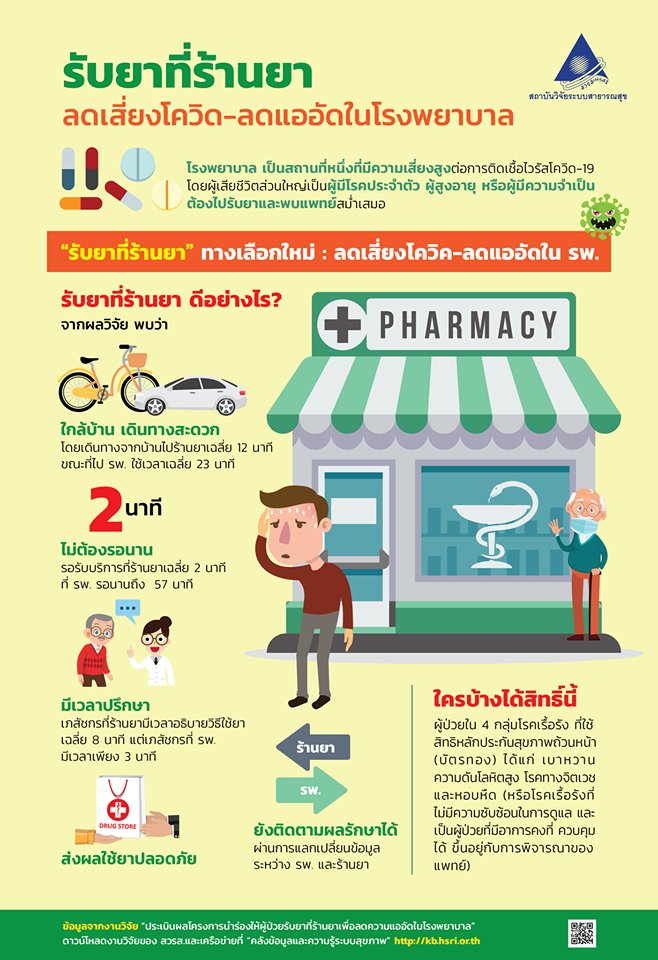 รับยาที่ร้านยา
ลดเสี่ยงโควิด-ลดแออัดในโรงพยาบาล
สวรส•HSRI
สถาบันวิจัยระบบสาธารณสุข
โรงพยาบาล เป็นสถานที่หนึ่งที่มีความเสี่ยงสูงต่อการติดเชื้อไวรัสโควิด-19
โดยผู้เสียชีวิตส่วนใหญ่เป็นผู้มีโรคประจำตัว ผู้สูงอายุ หรือผู้มีความจำเป็น
ต้องไปรับยาและพบแพทย์สม่ำเสมอ
“รับยาที่ร้านยา” ทางเลือกใหม่ : ลดเสี่ยงโควิค-ลดแออัดใน รพ.
รับยาที่ร้านยา ดีอย่างไร?
จากผลวิจัย พบว่า
PHARMACY
ใกล้บ้าน เดินทางสะดวก
โดยเดินทางจากบ้านไปร้านยาเฉลี่ย 12 นาที
ขณะที่ไป รพ. ใช้เวลาเฉลี่ย 23 นาที
2 นาที
ไม่ต้องรอนาน
รอรับบริการที่ร้านยาเฉลี่ย 2 นาที
ที่ รพ. รอนานถึง 57 นาที
มีเวลาปรึกษา
เภสัชกรที่ร้านยามีเวลาอธิบายวิธีใช้ยา
เฉลี่ย 8 นาที แต่เภสัชกรที่ รพ.
มีเวลาเพียง 3 นาที
DRUG STORE
ส่งผลใช้ยาปลอดภัย
ร้านยา
รพ.
ยังติดตามผลรักษาได้
ผ่านการแลกเปลี่ยนข้อมูล
ระหว่าง รพ. และร้านยา
ใครบ้างได้สิทธิ์นี้
ผู้ป่วยใน 4 กลุ่มโรคเรื้อรัง ที่ใช้
สิทธิหลักประกันสุขภาพถ้วนหน้า
(บัตรทอง) ได้แก่ เบาหวาน
ความดันโลหิตสูง โรคทางจิตเวช
และหอบหืด (หรือโรคเรื้อรังที่
ไม่มีความซับซ้อนในการดูแล และ
เป็นผู้ป่วยที่มีอาการคงที่ ควบคุม
ได้ ขึ้นอยู่กับการพิจารณาของ
แพทย์)
ข้อมูลจากงานวิจัย “ประเมินผลโครงการนำร่องให้ผู้ป่วยรับยาที่ร้านยาเพื่อลดความแออัดในโรงพยาบาล”
ดาวน์โหลดงานวิจัยของ สวรส.และเครือข่ายที่ “คลังข้อมูลและความรู้ระบบสุขภาพ” http://kb.hsri.or.th